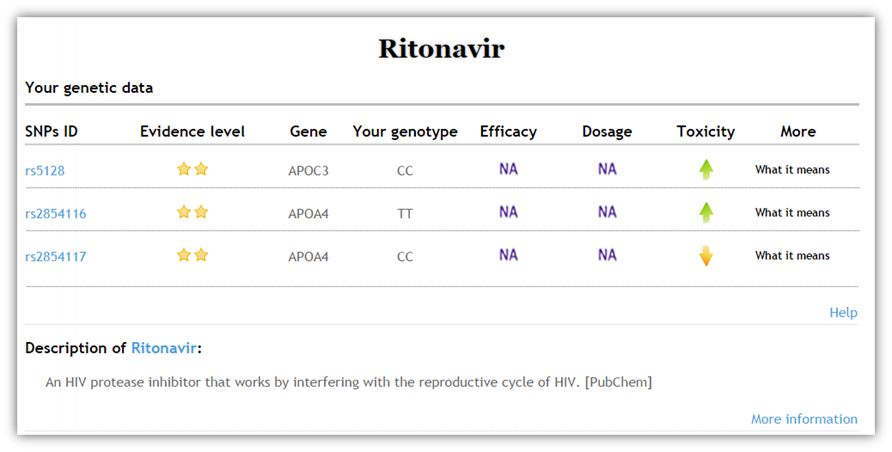 Ritonavir
Your genetic data
SNPs ID Evidence level Gene Your genotype Efficacy Dosage Toxicity More
rs5128 APOC3 CC NA NA What it means
rs2854116 APOA4 TT NA NA What it means
rs2854117 APOA4 CC NA NA What it means
Help
Description of Ritonavir:
An HIV protease inhibitor that works by interfering with the reproductive cycle of HIV. [PubChem]
More information